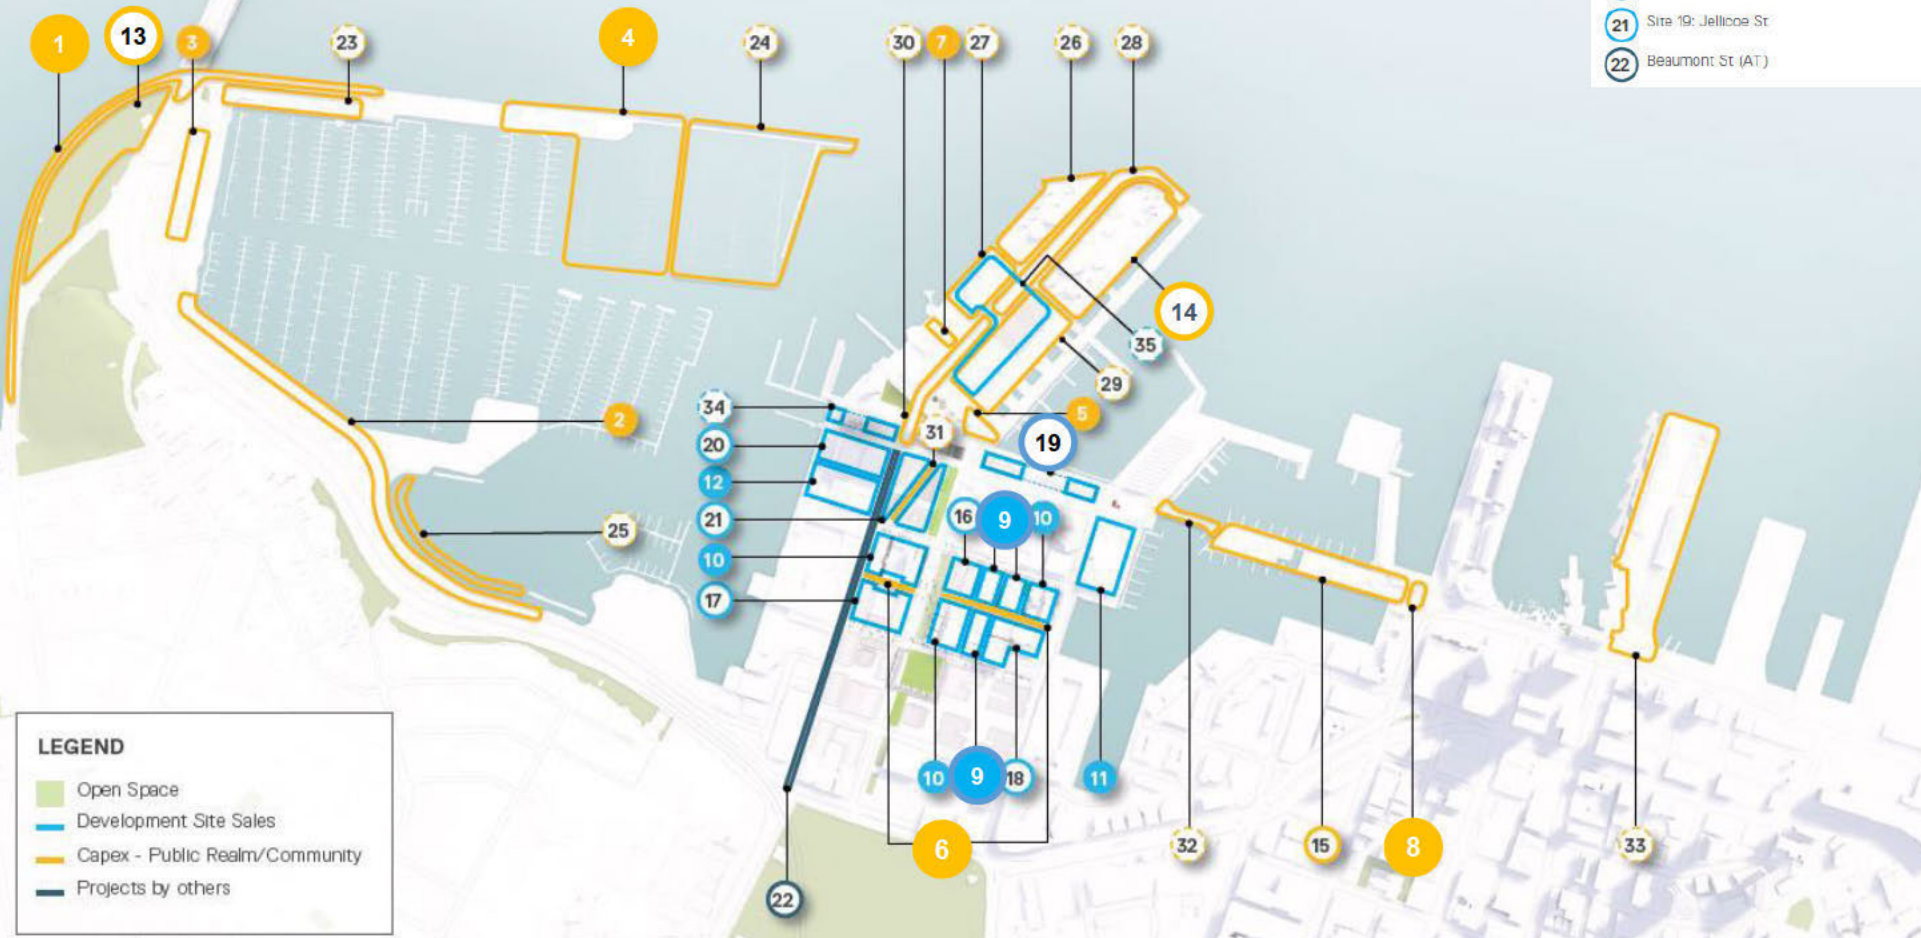 21 Site 19: Jellicoe St
22 Beaumont St (AT)
1 13 3 23 4 24 30 7 27 26 28
14
35
29
34 2 31 5
20 19
12
21 16 9 10
25
10
17
10 9 18 11
6 32 15 8 33
22
LEGEND
Open Space
Development Site Sales
Capex - Public Realm/Community
Projects by others